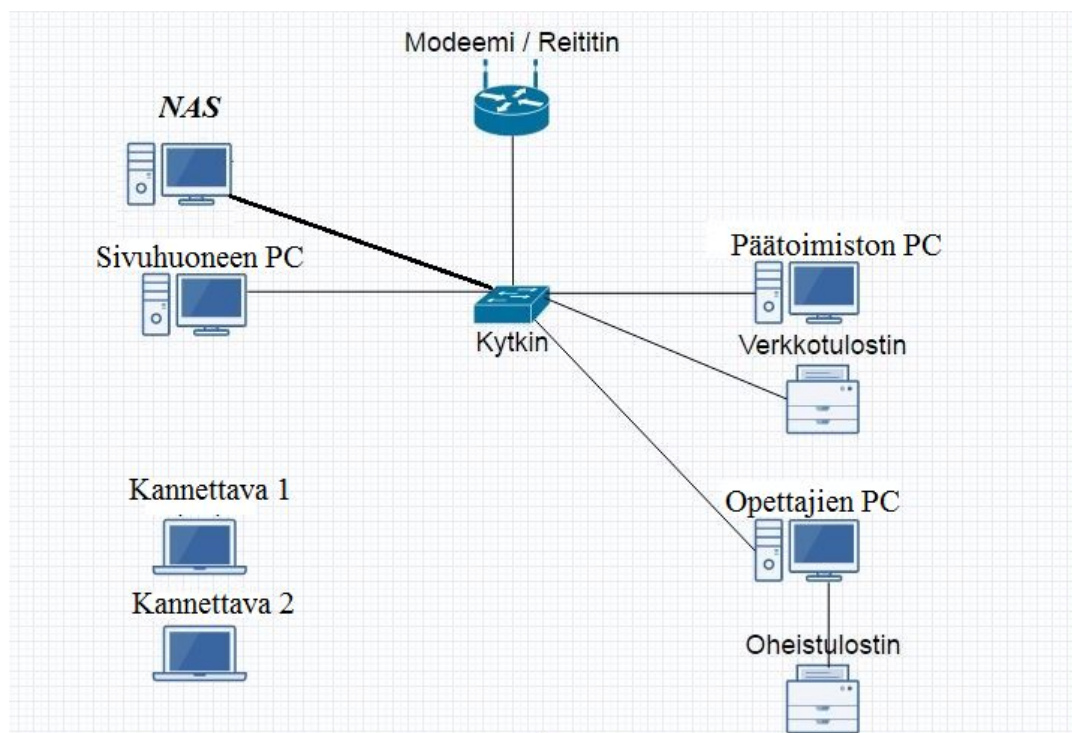 Modeemi / Reititin
NAS
Sivuhuoneen PC
Päätoimiston PC
Kytkin
Verkkotulostin
Kannettava 1
Opettajien PC
Kannettava 2
Oheistulostin